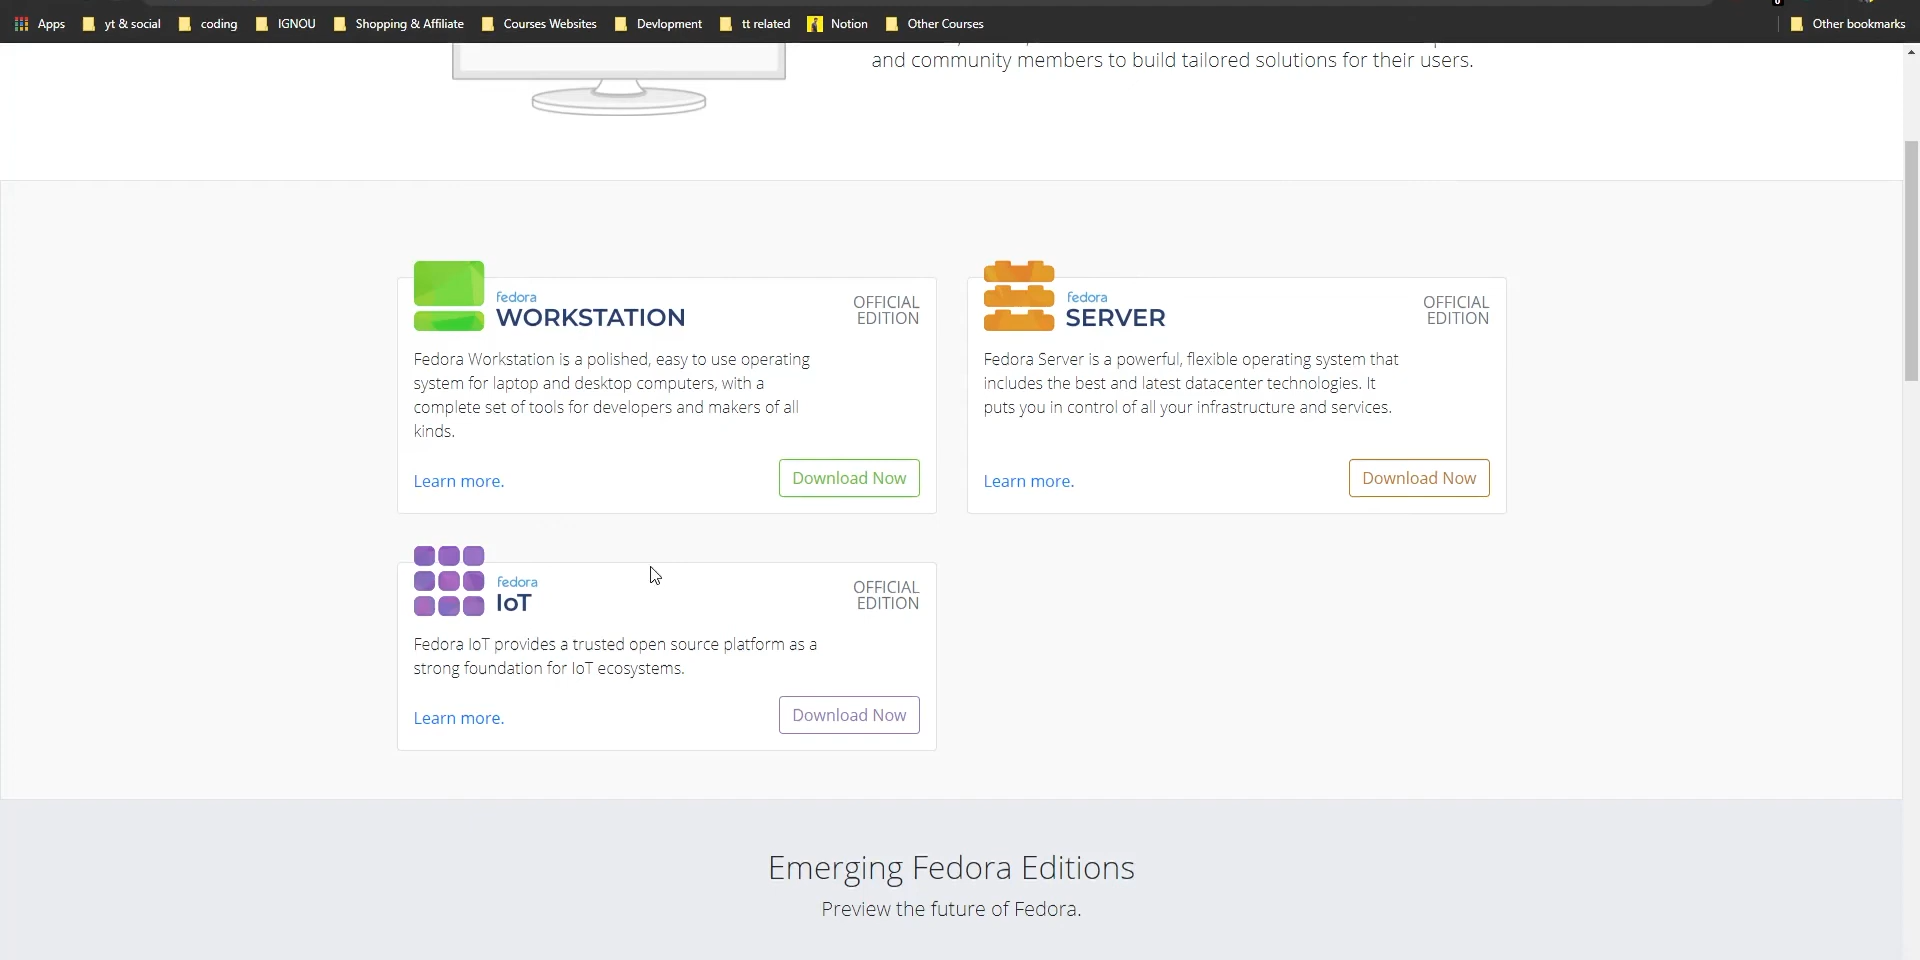 Apps yt & social coding IGNOU Shopping & Affiliate Courses Websites Devlopment tt related Notion Other Courses Other bookmarks
and community members to build tailored solutions for their users.
fedora
WORKSTATION
OFFICIAL
EDITION
Fedora Workstation is a polished, easy to use operating
system for laptop and desktop computers, with a
complete set of tools for developers and makers of all
kinds.
Learn more.
Download Now
fedora
SERVER
OFFICIAL
EDITION
Fedora Server is a powerful, flexible operating system that
includes the best and latest datacenter technologies. It
puts you in control of all your infrastructure and services.
Learn more.
Download Now
fedora
IoT
OFFICIAL
EDITION
Fedora IoT provides a trusted open source platform as a
strong foundation for IoT ecosystems.
Learn more.
Download Now
Emerging Fedora Editions
Preview the future of Fedora.